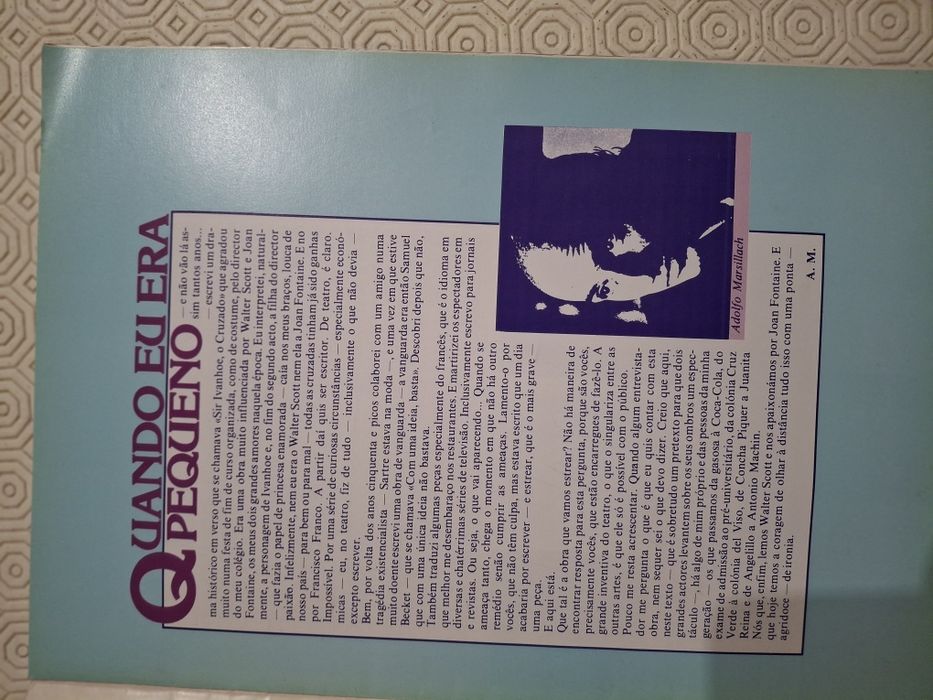 QUANDO EU ERA
PEQUENO
— e não vão lá as-
sim tantos anos...
— escrevi um dra-
ma histórico em verso que se chamava «Sir Ivanhoe, o Cruzado» que agradou
muito numa festa de fim de curso organizada, como de costume, pelo director
do meu colégio. Era uma obra muito influenciada por Walter Scott e Joan
Fontaine, os meus dois grandes amores naquela época. Eu interpretei, natural-
mente, a personagem de Ivanhoe e, no fim do segundo acto, a filha do director
— que fazia o papel de princesa enamorada — caía nos meus braços, louca de
paixão. Infelizmente, nem eu era o Walter Scott nem ela a Joan Fontaine. E no
nosso país — para bem ou para mal — todas as cruzadas tinham já sido ganhas
por Francisco Franco. A partir daí quis ser escritor. De teatro, é claro.
Impossível. Por uma série de curiosas circunstâncias — especialmente econó-
micas — eu, no teatro, fiz de tudo — inclusivamente o que não devia —
excepto escrever.
Bem, por volta dos anos cinquenta e picos colaborei com um amigo numa
tragédia existencialista — Sartre estava na moda —, e uma vez em que estive
muito doente escrevi uma obra de vanguarda — a vanguarda era então Samuel
Becket — que se chamava «Com uma ideia, basta». Descobri depois que não,
que com uma única ideia não bastava.
Também traduzi algumas peças especialmente do francês, que é o idioma em
que melhor me desembaraço nos restaurantes. E martirizei os espectadores em
diversas e chatérrimas séries de televisão. Inclusivamente escrevo para jornais
e revistas. Ou seja, o que vai aparecendo... Quando se
ameaça tanto, chega o momento em que não há outro
remédio senão cumprir as ameaças. Lamento-o por
vocês, que não têm culpa, mas estava escrito que um dia
acabaria por escrever — e estrear, que é o mais grave —
uma peça.
E aqui está.
Que tal é a obra que vamos estrear? Não há maneira de
encontrar resposta para esta pergunta, porque são vocês,
precisamente vocês, que estão encarregues de fazê-lo. A
grande inventiva do teatro, o que o singulariza entre as
outras artes, é que ele só é possível com o público.
Pouco me resta acrescentar. Quando algum entrevista-
dor me pergunta o que é que eu quis contar com esta
obra, nem sequer sei o que devo dizer. Creio que aqui,
neste texto — que é sobretudo um pretexto para que dois
grandes actores levantem sobre os seus ombros um espec-
táculo —, há algo de mim próprio e das pessoas da minha
geração — os que passamos da gasosa à Coca-Cola, do
exame de admissão ao pré-universitário, da colónia Cruz
Verde à colónia del Viso, de Concha Piquer a Juanita
Reina e de Angelillo a Antonio Machin.
Nós que, enfim, lemos Walter Scott e nos apaixonámos por Joan Fontaine. E
que hoje temos a coragem de olhar à distância tudo isso com uma ponta —
agridoce — de ironia.
A. M.
Adolfo Marsillach